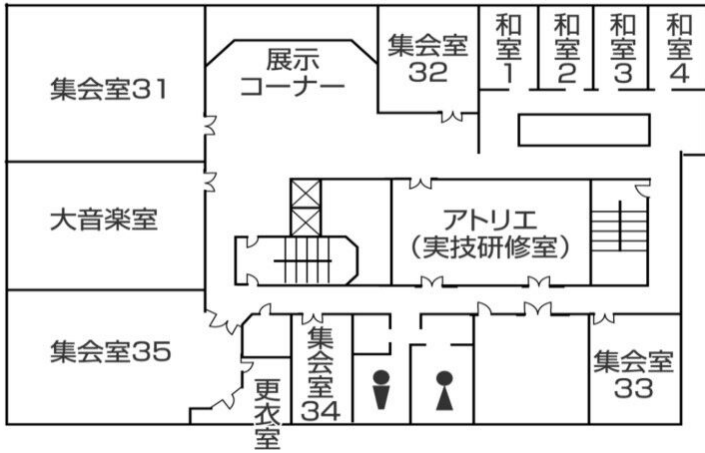 集会室31
展示
コーナー
集会室
32
和室1
和室2
和室3
和室4
大音楽室
アトリエ
(実技研修室)
集会室35
更衣室
集会室34
集会室
33